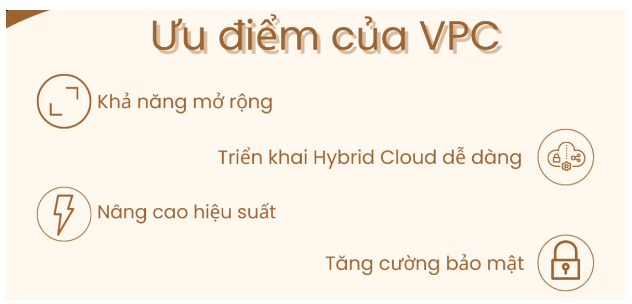 Ưu điểm của VPC
Khả năng mở rộng
Triển khai Hybrid Cloud dễ dàng
Nâng cao hiệu suất
Tăng cường bảo mật